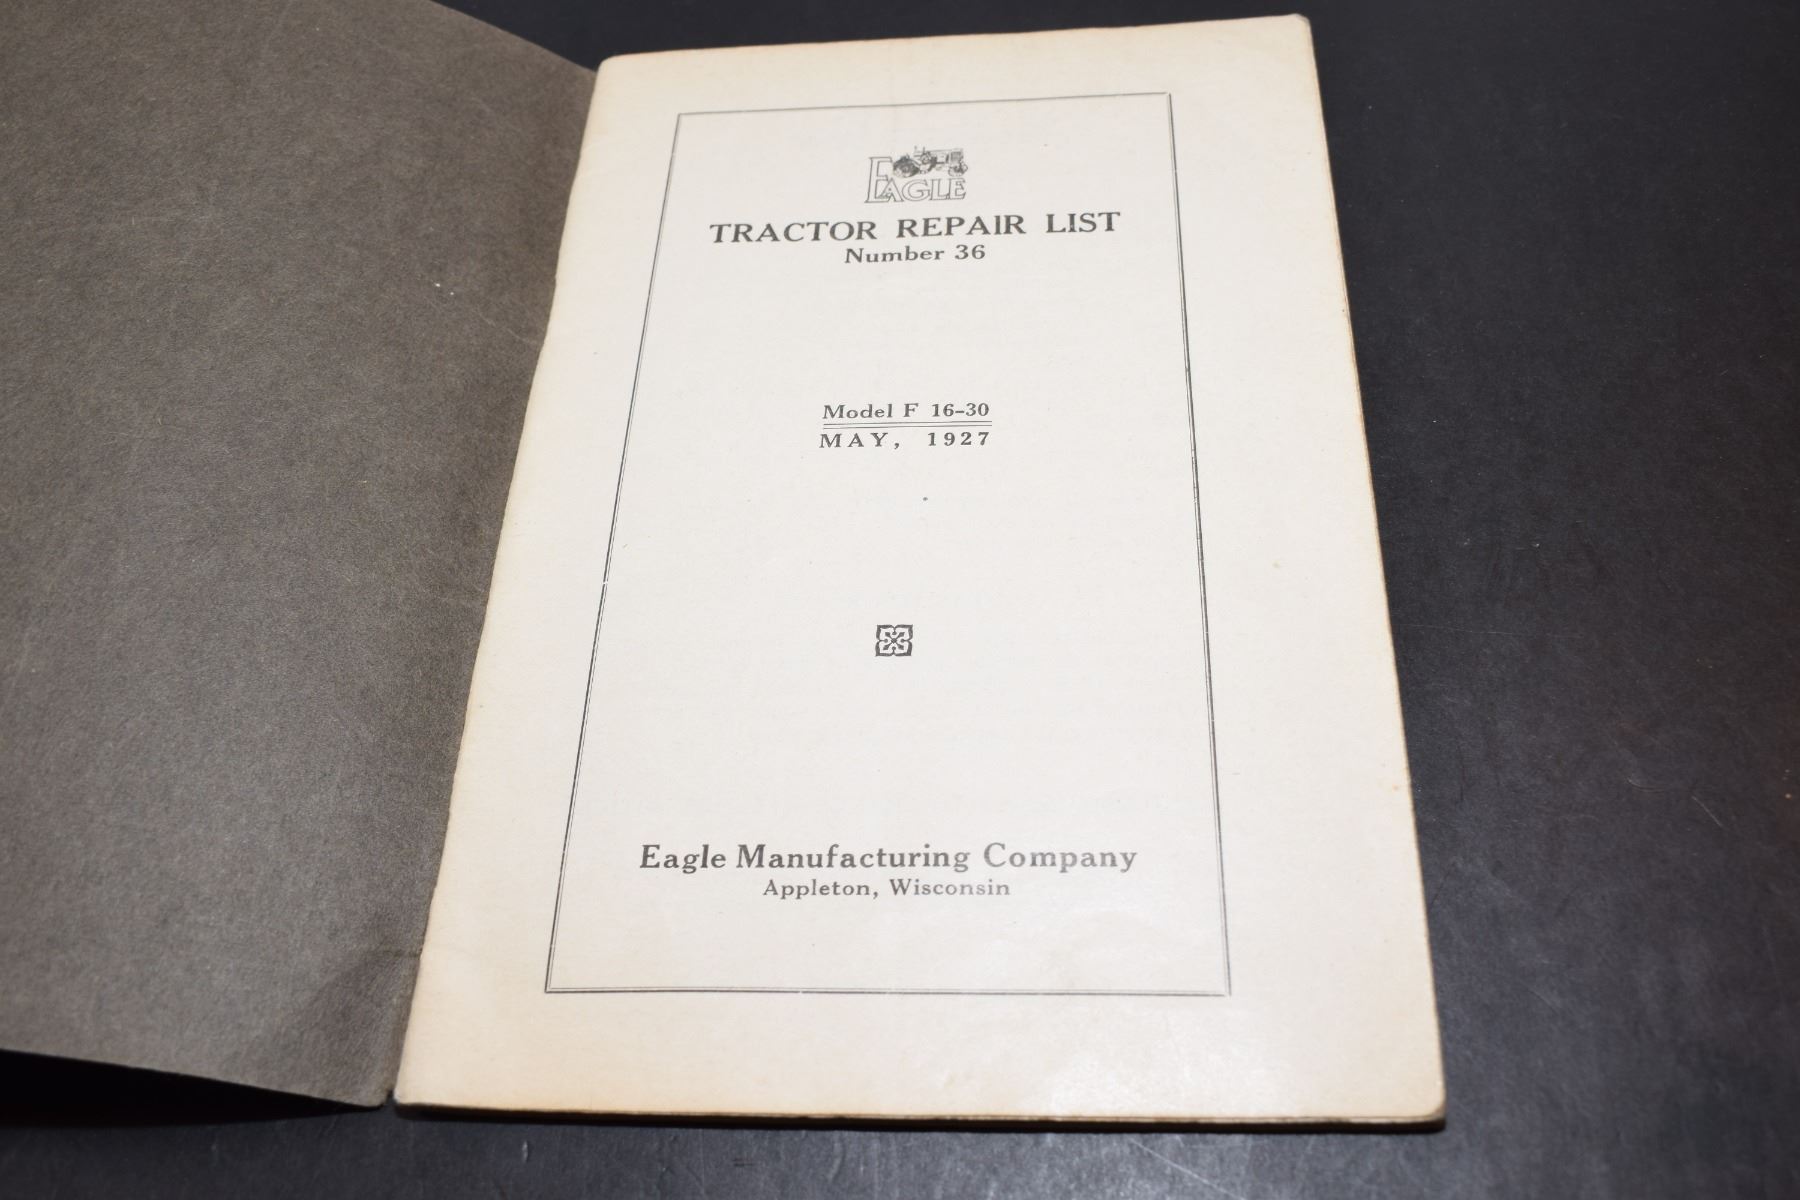 EAGLE
TRACTOR REPAIR LIST
Number 36
Model F 16-30
MAY, 1927
Eagle Manufacturing Company
Appleton, Wisconsin